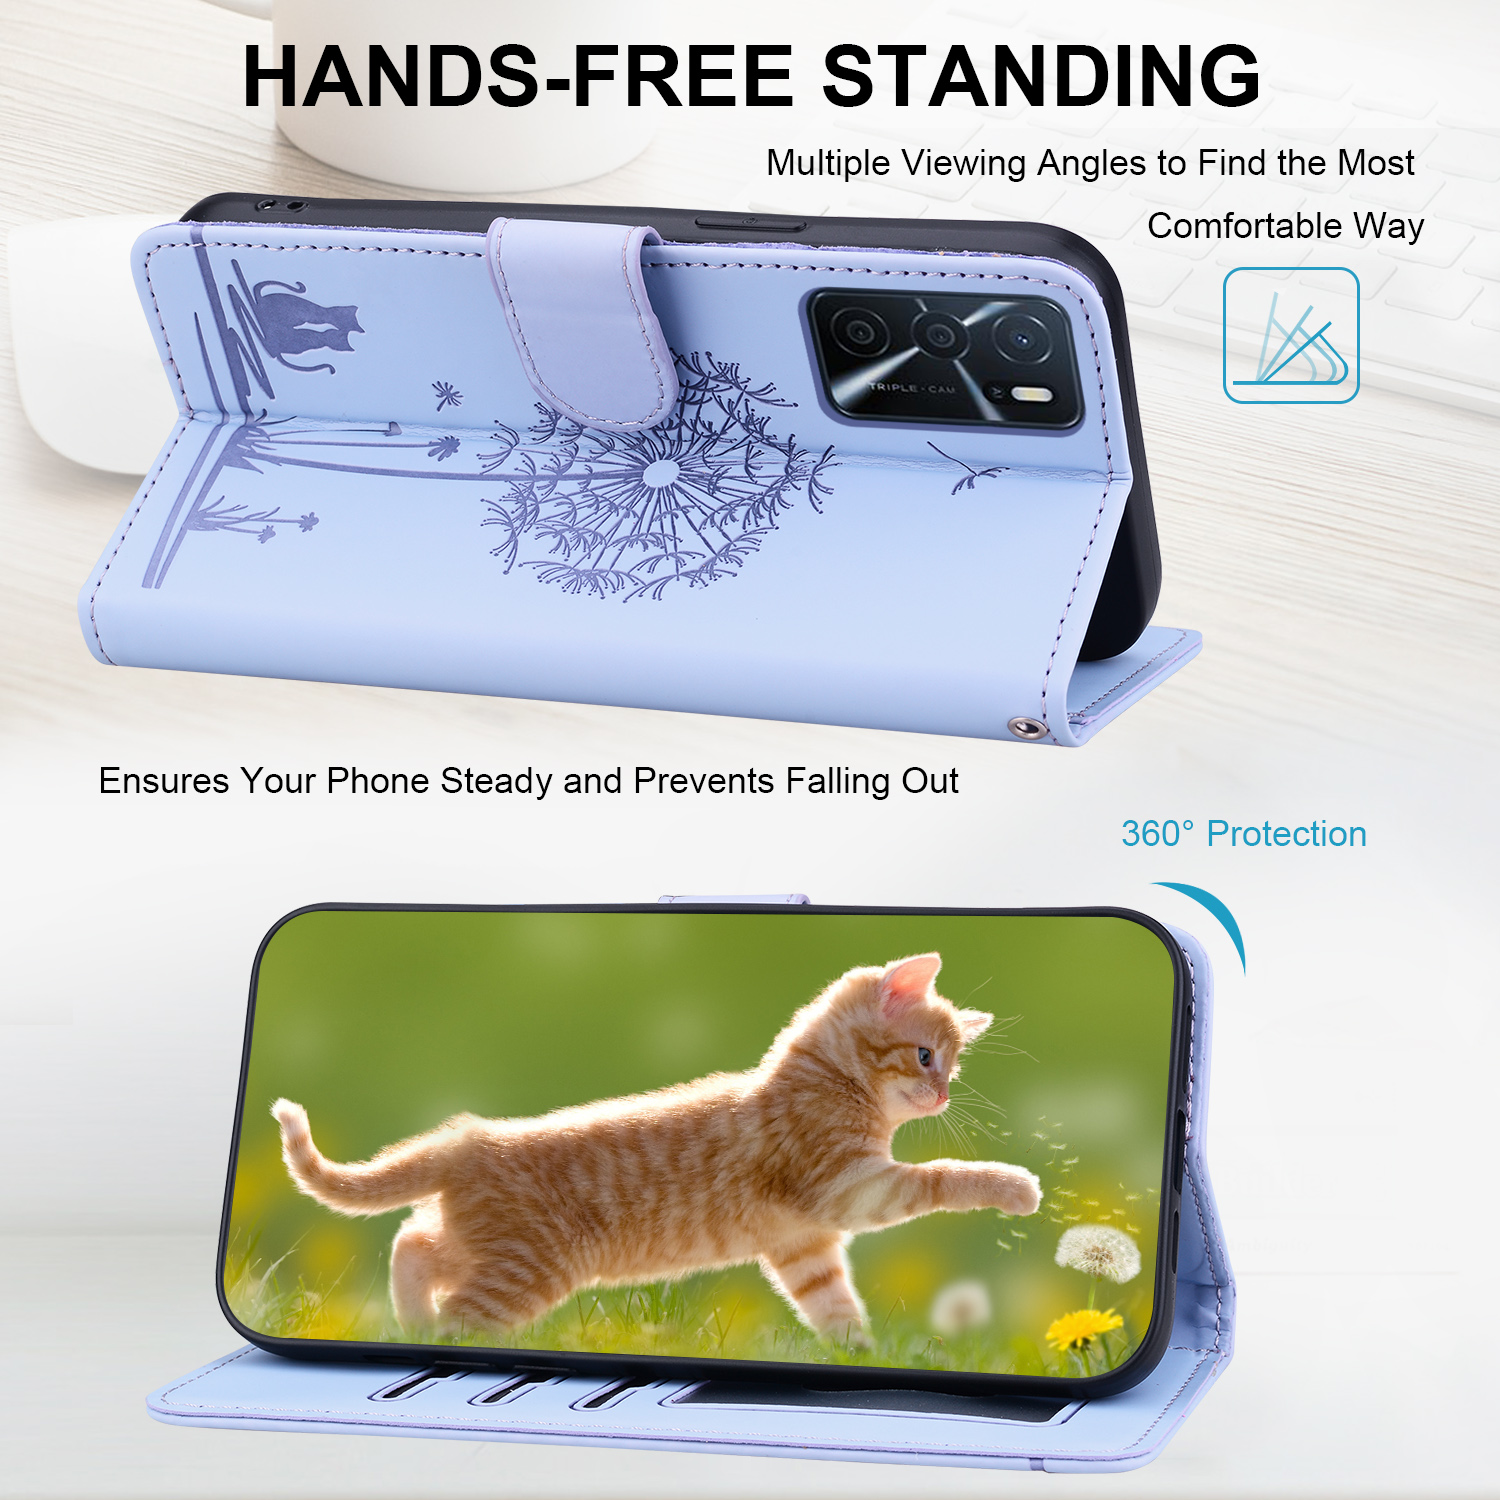 HANDS-FREE STANDING
Multiple Viewing Angles to Find the Most
Comfortable Way
TRIPLE-CAM
Ensures Your Phone Steady and Prevents Falling Out
360° Protection